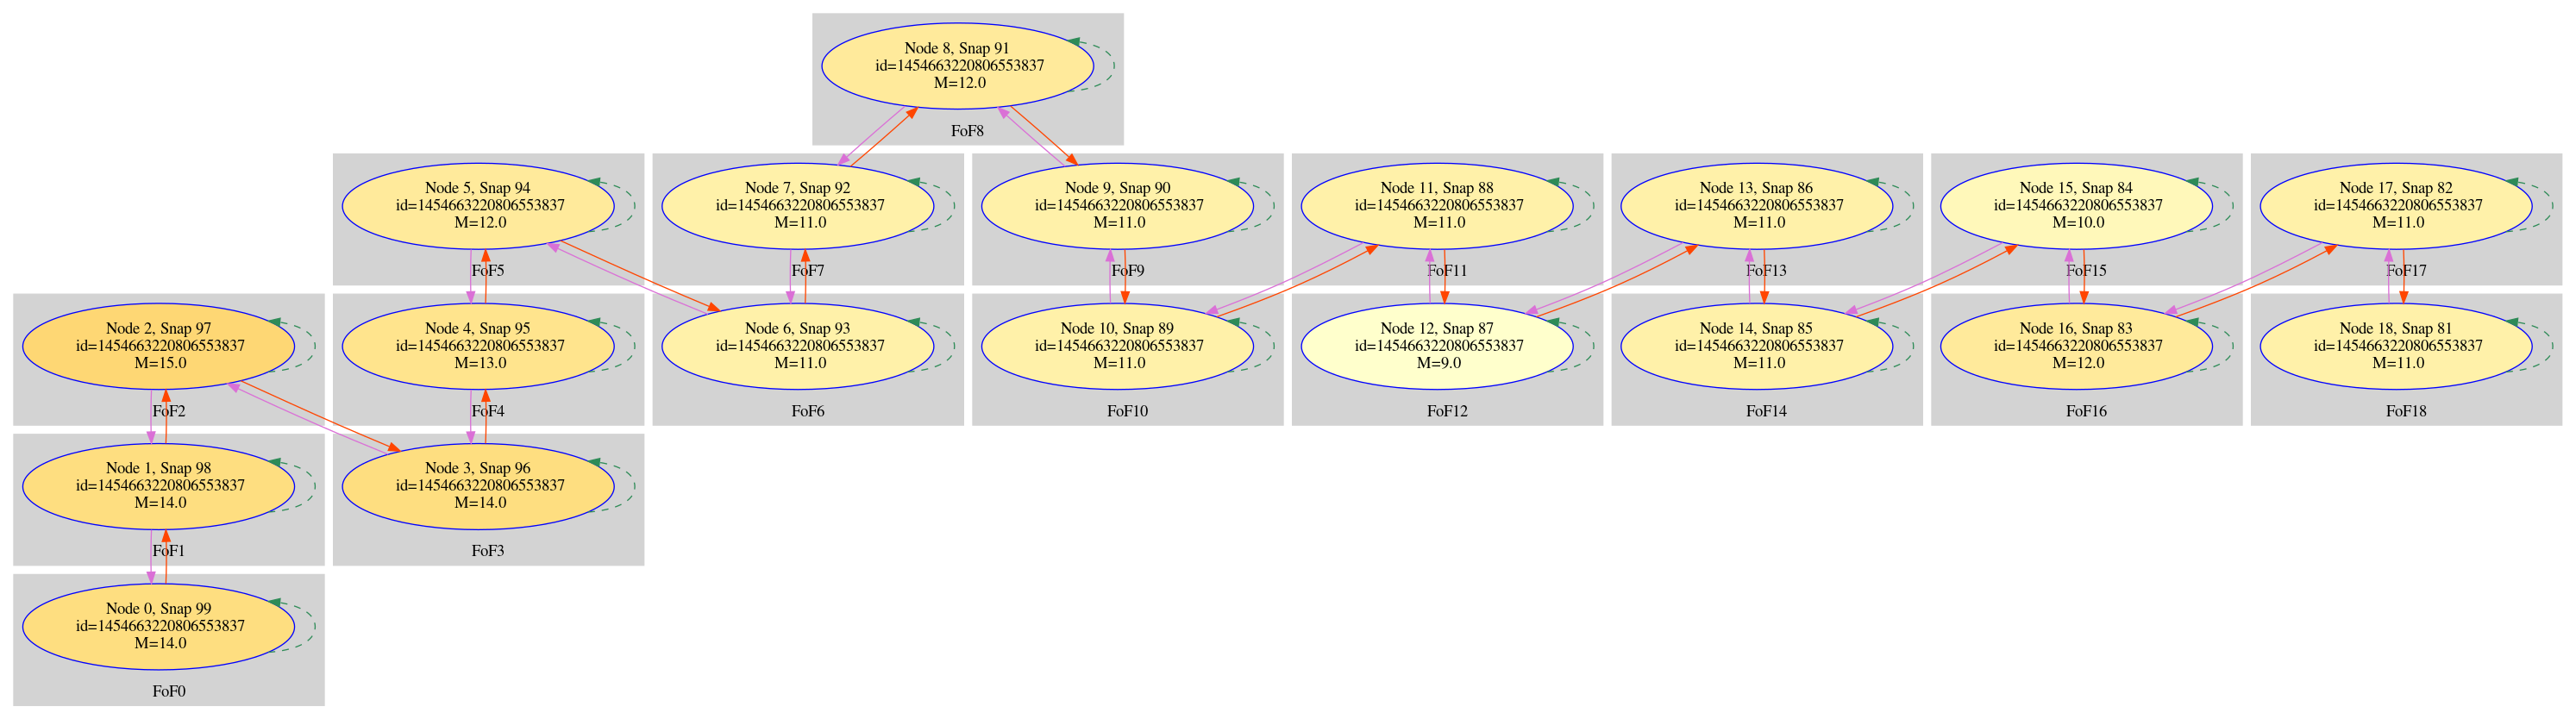 Node 8, Snap 91
id=1454663220806553837
M=12.0
FoF8
Node 5, Snap 94
id=1454663220806553837
M=12.0
FoF5
Node 7, Snap 92
id=1454663220806553837
M=11.0
FoF7
Node 9, Snap 90
id=1454663220806553837
M=11.0
FoF9
Node 11, Snap 88
id=1454663220806553837
M=11.0
FoF11
Node 13, Snap 86
id=1454663220806553837
M=11.0
FoF13
Node 15, Snap 84
id=1454663220806553837
M=10.0
FoF15
Node 17, Snap 82
id=1454663220806553837
M=11.0
FoF17
Node 2, Snap 97
id=1454663220806553837
M=15.0
FoF2
Node 4, Snap 95
id=1454663220806553837
M=13.0
FoF4
Node 6, Snap 93
id=1454663220806553837
M=11.0
FoF6
Node 10, Snap 89
id=1454663220806553837
M=11.0
FoF10
Node 12, Snap 87
id=1454663220806553837
M=9.0
FoF12
Node 14, Snap 85
id=1454663220806553837
M=11.0
FoF14
Node 16, Snap 83
id=1454663220806553837
M=12.0
FoF16
Node 18, Snap 81
id=1454663220806553837
M=11.0
FoF18
Node 1, Snap 98
id=1454663220806553837
M=14.0
FoF1
Node 3, Snap 96
id=1454663220806553837
M=14.0
FoF3
Node 0, Snap 99
id=1454663220806553837
M=14.0
FoF0